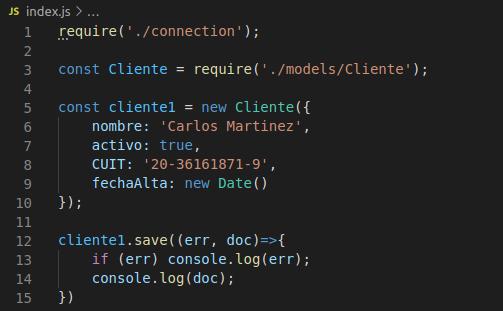 JS index.js > ...
1 require('./connection');
2
3 const Cliente = require('./models/Cliente');
4
5 const cliente1 = new Cliente({
6     nombre: 'Carlos Martinez',
7     activo: true,
8     CUIT: '20-36161871-9',
9     fechaAlta: new Date()
10 });
11
12 cliente1.save((err, doc)=>{
13     if (err) console.log(err);
14     console.log(doc);
15 })